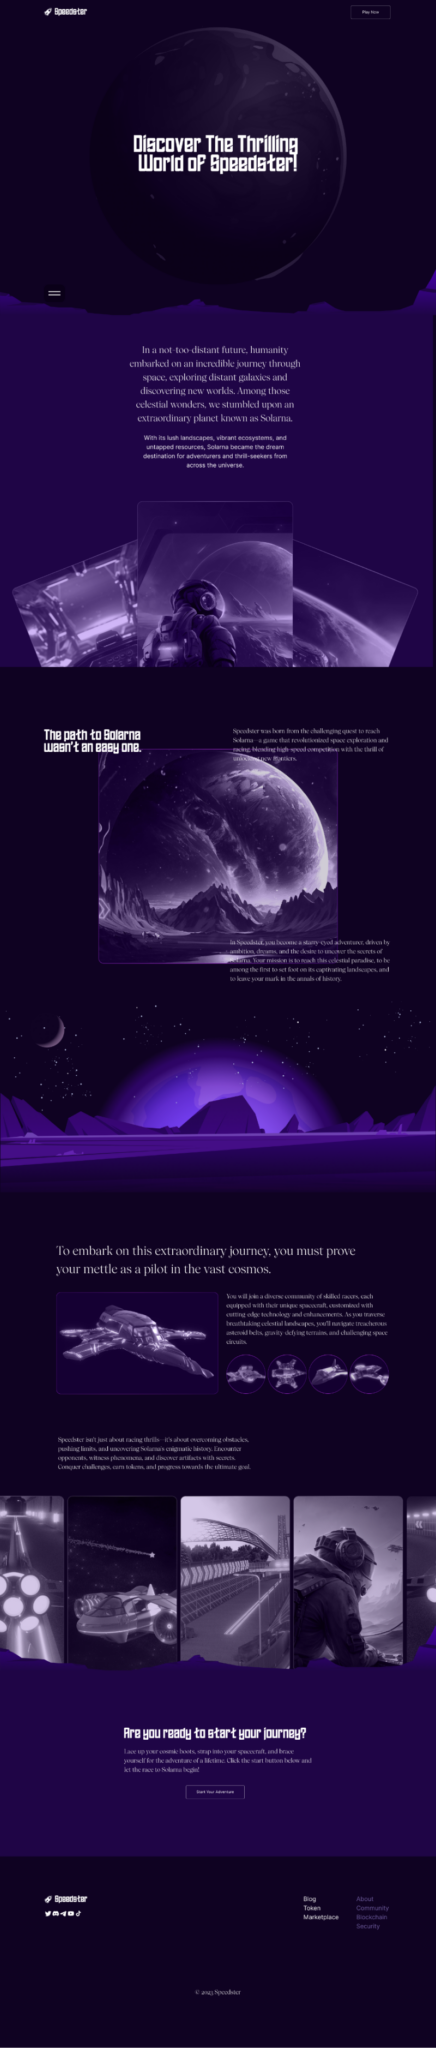 Speedster
Play Now
Discover The Thrilling
World of Speedster!
In a not-too-distant future, humanity
embarked on an incredible journey through
space, exploring distant galaxies and
discovering new worlds. Among those
celestial wonders, we stumbled upon an
extraordinary planet known as Solarna.
With its lush landscapes, vibrant ecosystems, and
untapped resources, Solarna became the dream
destination for adventurers and thrill-seekers from
across the universe.
The path to Solarna
wasn't an easy one.
Speedster was born from the challenging quest to reach
Solarna – a game that revolutionized space exploration and
racing, blending high-speed competition with the thrill of
unlocking new frontiers.
In Speedster, you become a starry-eyed adventurer, driven by
ambition, dreams, and the desire to uncover the secrets of
Solarna. Your mission is to reach this celestial paradise, to be
among the first to set foot on its captivating landscapes, and
to leave your mark in the annals of history.
To embark on this extraordinary journey, you must prove
your mettle as a pilot in the vast cosmos.
You will join a diverse community of skilled racers, each
equipped with their unique spacecraft, customized with
cutting-edge technology and enhancements. As you traverse
breathtaking celestial landscapes, you'll navigate treacherous
asteroid belts, gravity-defying terrains, and challenging space
circuits.
Speedster isn't just about racing thrills—it's about overcoming obstacles,
pushing limits, and uncovering Solarna's enigmatic history. Encounter
opponents, witness phenomena, and discover artifacts with secrets.
Conquer challenges, earn tokens, and progress towards the ultimate goal.
Are you ready to start your journey?
Lace up your cosmic boots, strap into your spacecraft, and brace
yourself for the adventure of a lifetime. Click the start button below and
let the race to Solarna begin!
Start Your Adventure
Speedster
Blog
Token
Marketplace
About
Community
Blockchain
Security
© 2023 Speedster